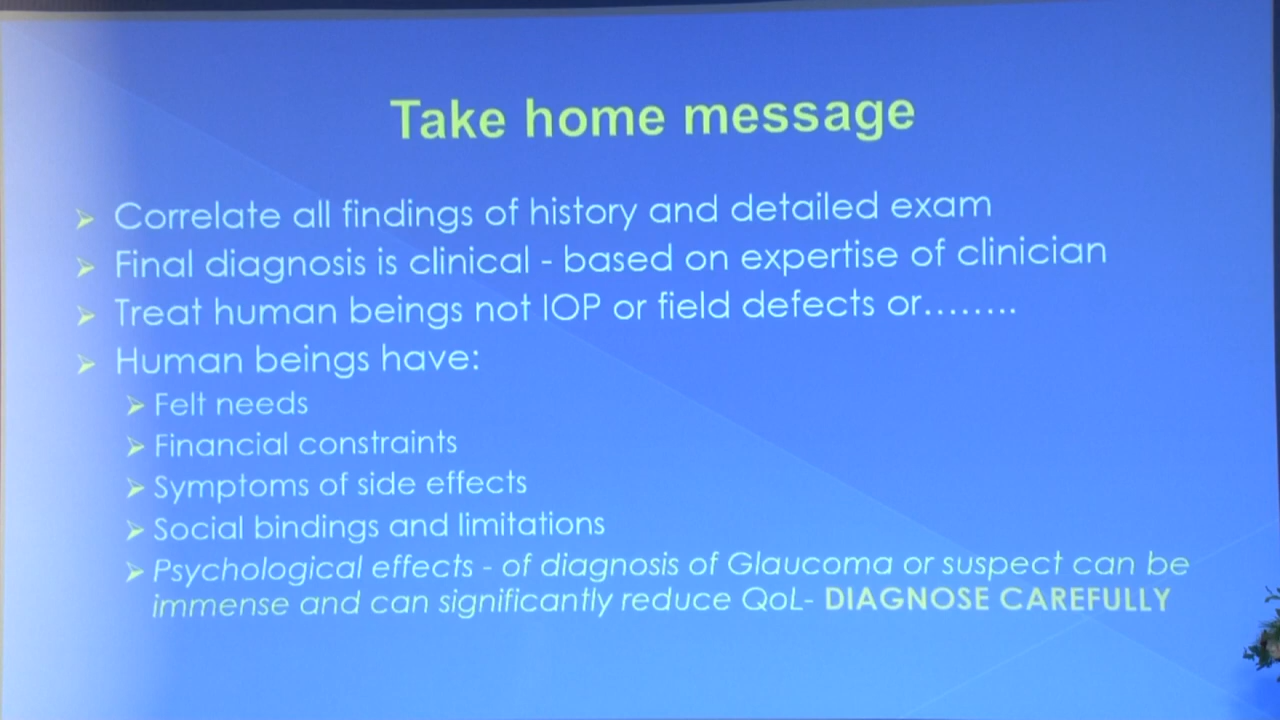 Take home message
➢ Correlate all findings of history and detailed exam
➢ Final diagnosis is clinical - based on expertise of clinician
➢ Treat human beings not IOP or field defects or........
➢ Human beings have:
➢ Felt needs
➢ Financial constraints
➢ Symptoms of side effects
➢ Social bindings and limitations
➢ Psychological effects - of diagnosis of Glaucoma or suspect can be
immense and can significantly reduce QoL- DIAGNOSE CAREFULLY